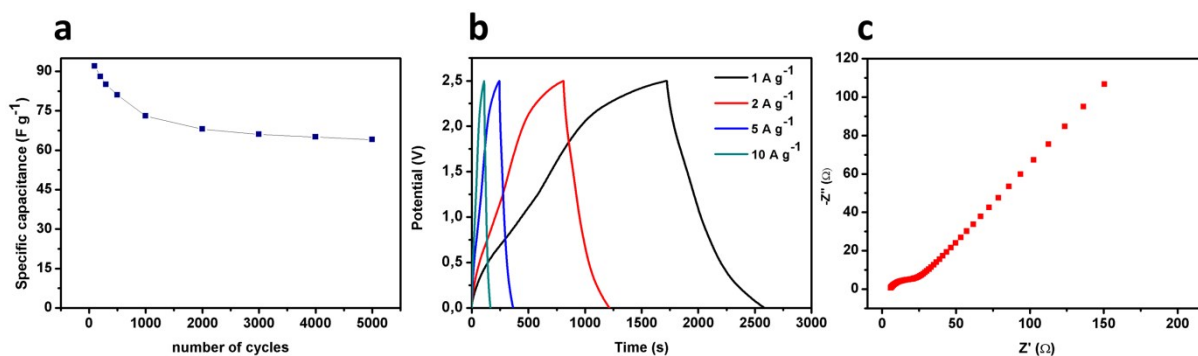 a
Specific capacitance (F g-1)
90
75
60
45
30
15
0
0 1000 2000 3000 4000 5000
number of cycles
b
Potential (V)
2,5
2,0
1,5
1,0
0,5
0,0
1 A g-1
2 A g-1
5 A g-1
10 A g-1
0 500 1000 1500 2000 2500 3000
Time (s)
c
-Z'' (Ω)
120
100
80
60
40
20
0
0 50 100 150 200
Z' (Ω)